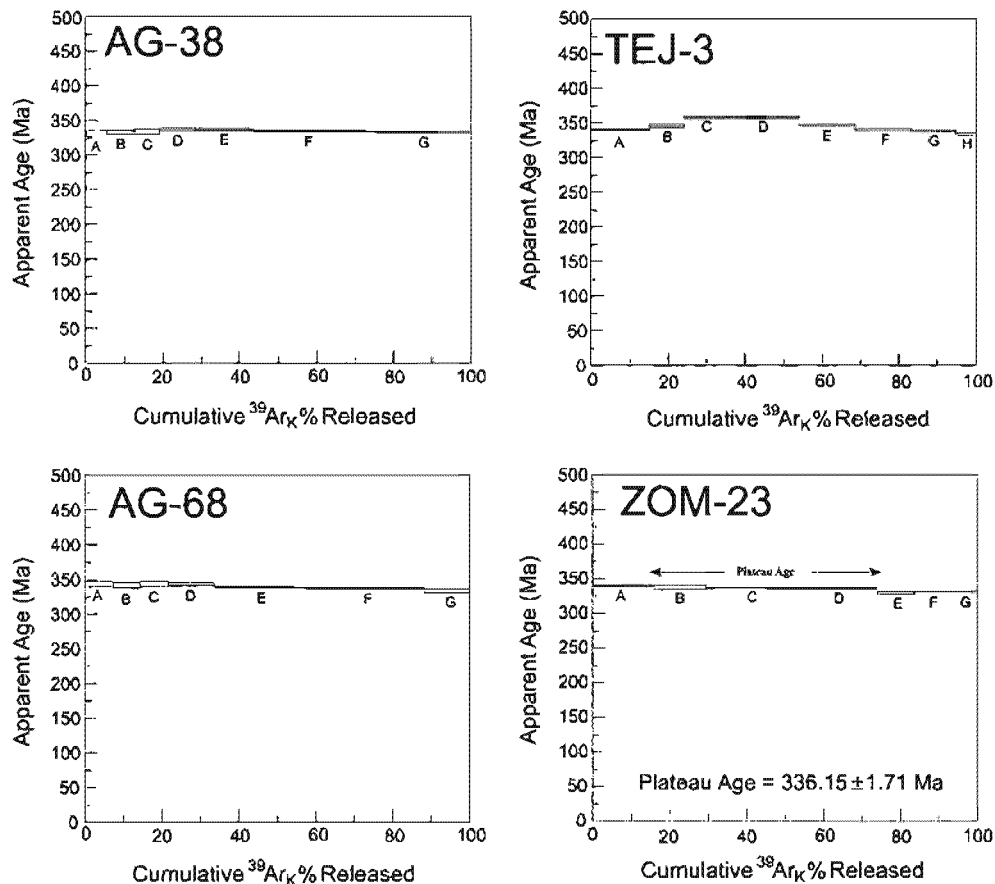 AG-38
Apparent Age (Ma)
500
450
400
350
300
250
200
150
100
50
0
A B C D E F G
0 20 40 60 80 100
Cumulative ³⁹Arₖ% Released
TEJ-3
Apparent Age (Ma)
500
450
400
350
300
250
200
150
100
50
0
A B C D E F G H
0 20 40 60 80 100
Cumulative ³⁹Arₖ% Released
AG-68
Apparent Age (Ma)
500
450
400
350
300
250
200
150
100
50
0
A B C D E F G
0 20 40 60 80 100
Cumulative ³⁹Arₖ% Released
ZOM-23
Apparent Age (Ma)
500
450
400
350
300
250
200
150
100
50
0
Plateau Age
A B C D E F G
Plateau Age = 336.15±1.71 Ma
0 20 40 60 80 100
Cumulative ³⁹Arₖ% Released